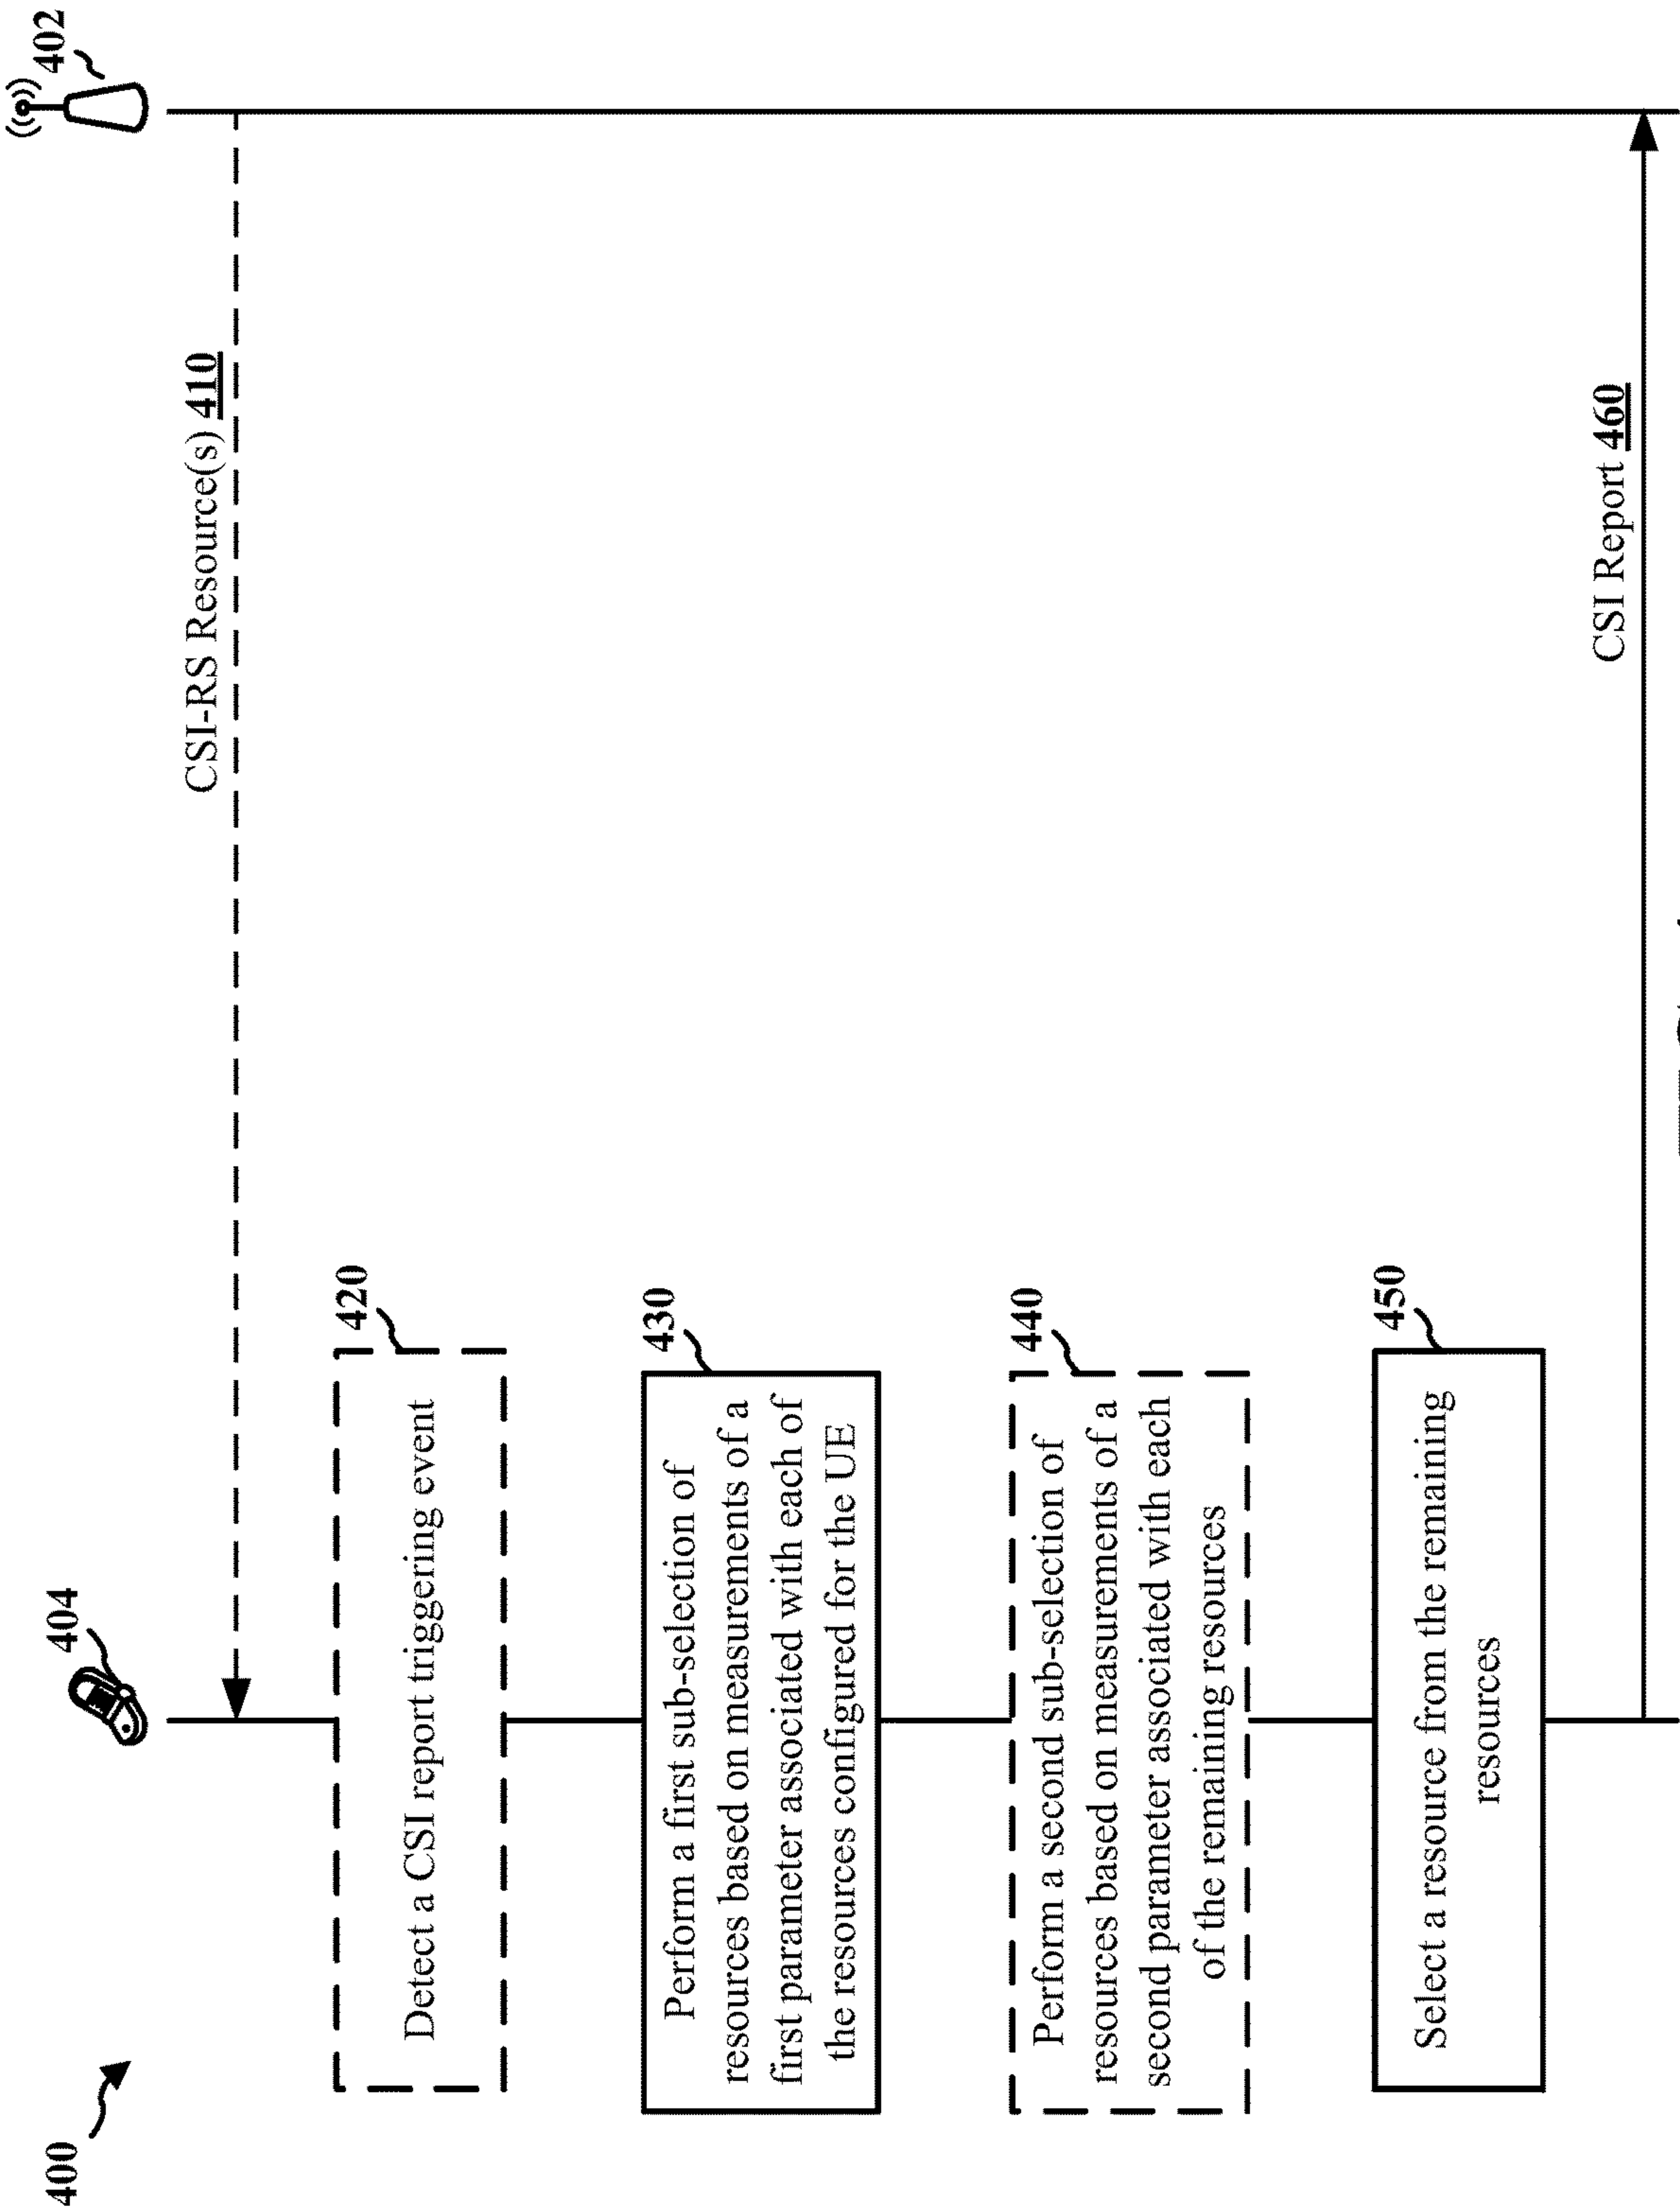 400
404
402
CSI-RS Resource(s) 410
420
Detect a CSI report triggering event
430
Perform a first sub-selection of
resources based on measurements of a
first parameter associated with each of
the resources configured for the UE
440
Perform a second sub-selection of
resources based on measurements of a
second parameter associated with each
of the remaining resources
450
Select a resource from the remaining
resources
CSI Report 460